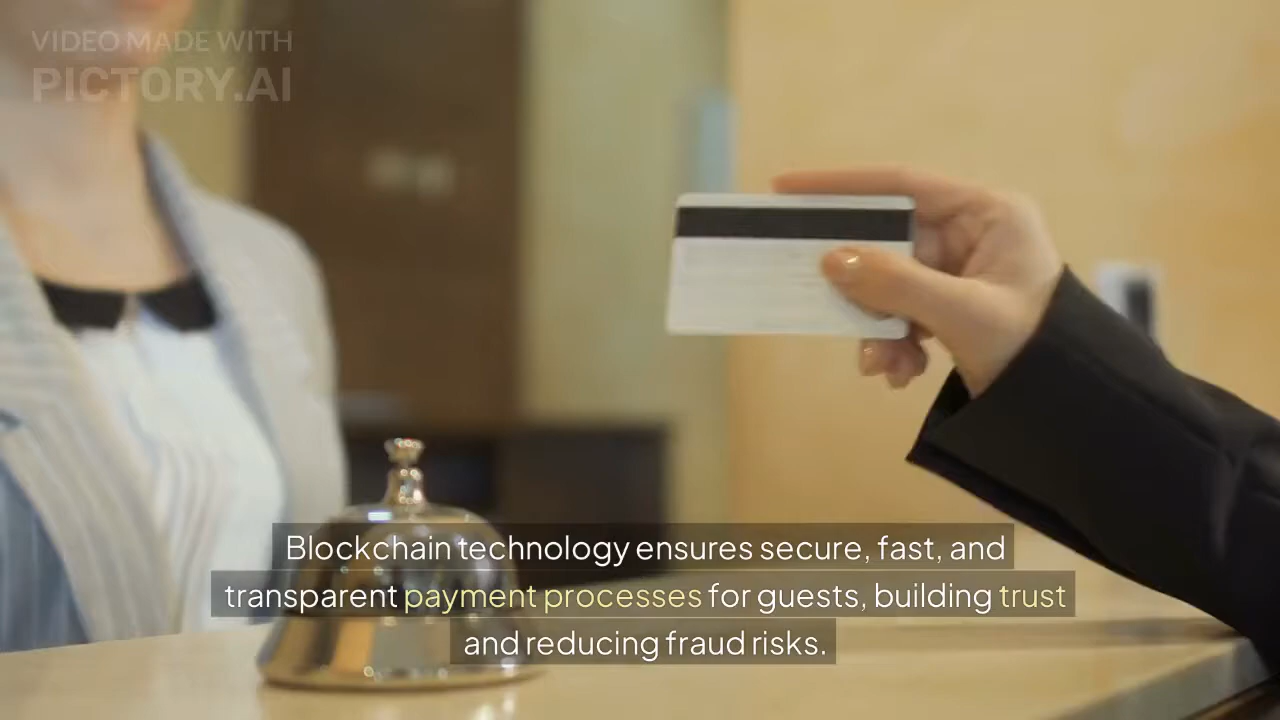 VIDEO MADE WITH
PICTORY.AI
Blockchain technology ensures secure, fast, and
transparent payment processes for guests, building trust
and reducing fraud risks.